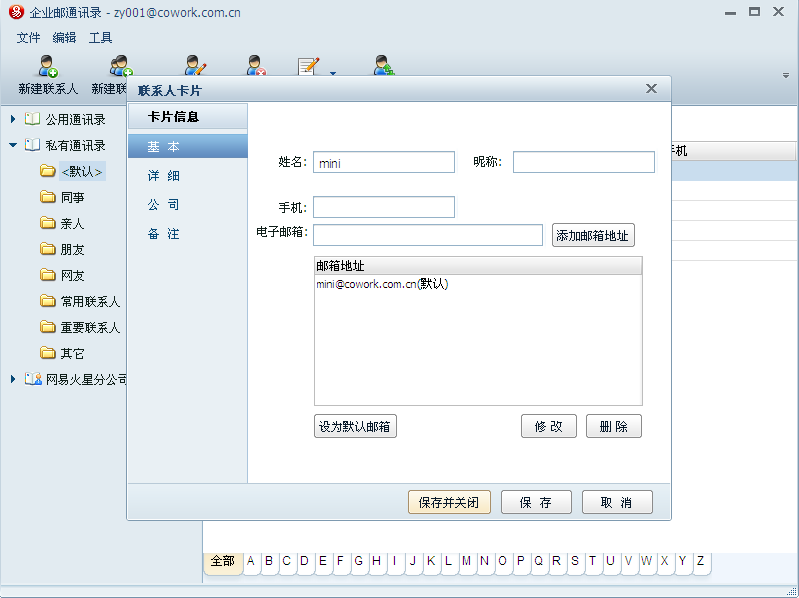 企业邮通讯录 - zy001@cowork.com.cn
文件 编辑 工具
新建联系人 新建联
公用通讯录
私有通讯录
<默认>
同事
亲人
朋友
网友
常用联系人
重要联系人
其它
网易火星分公司
联系人卡片
卡片信息
基 本
详 细
公 司
备 注
姓名: mini 昵称:
手机:
电子邮箱: 添加邮箱地址
邮箱地址
mini@cowork.com.cn(默认)
设为默认邮箱 修 改 删 除
保存并关闭 保 存 取 消
手机
全部 A B C D E F G H I J K L M N O P Q R S T U V W X Y Z